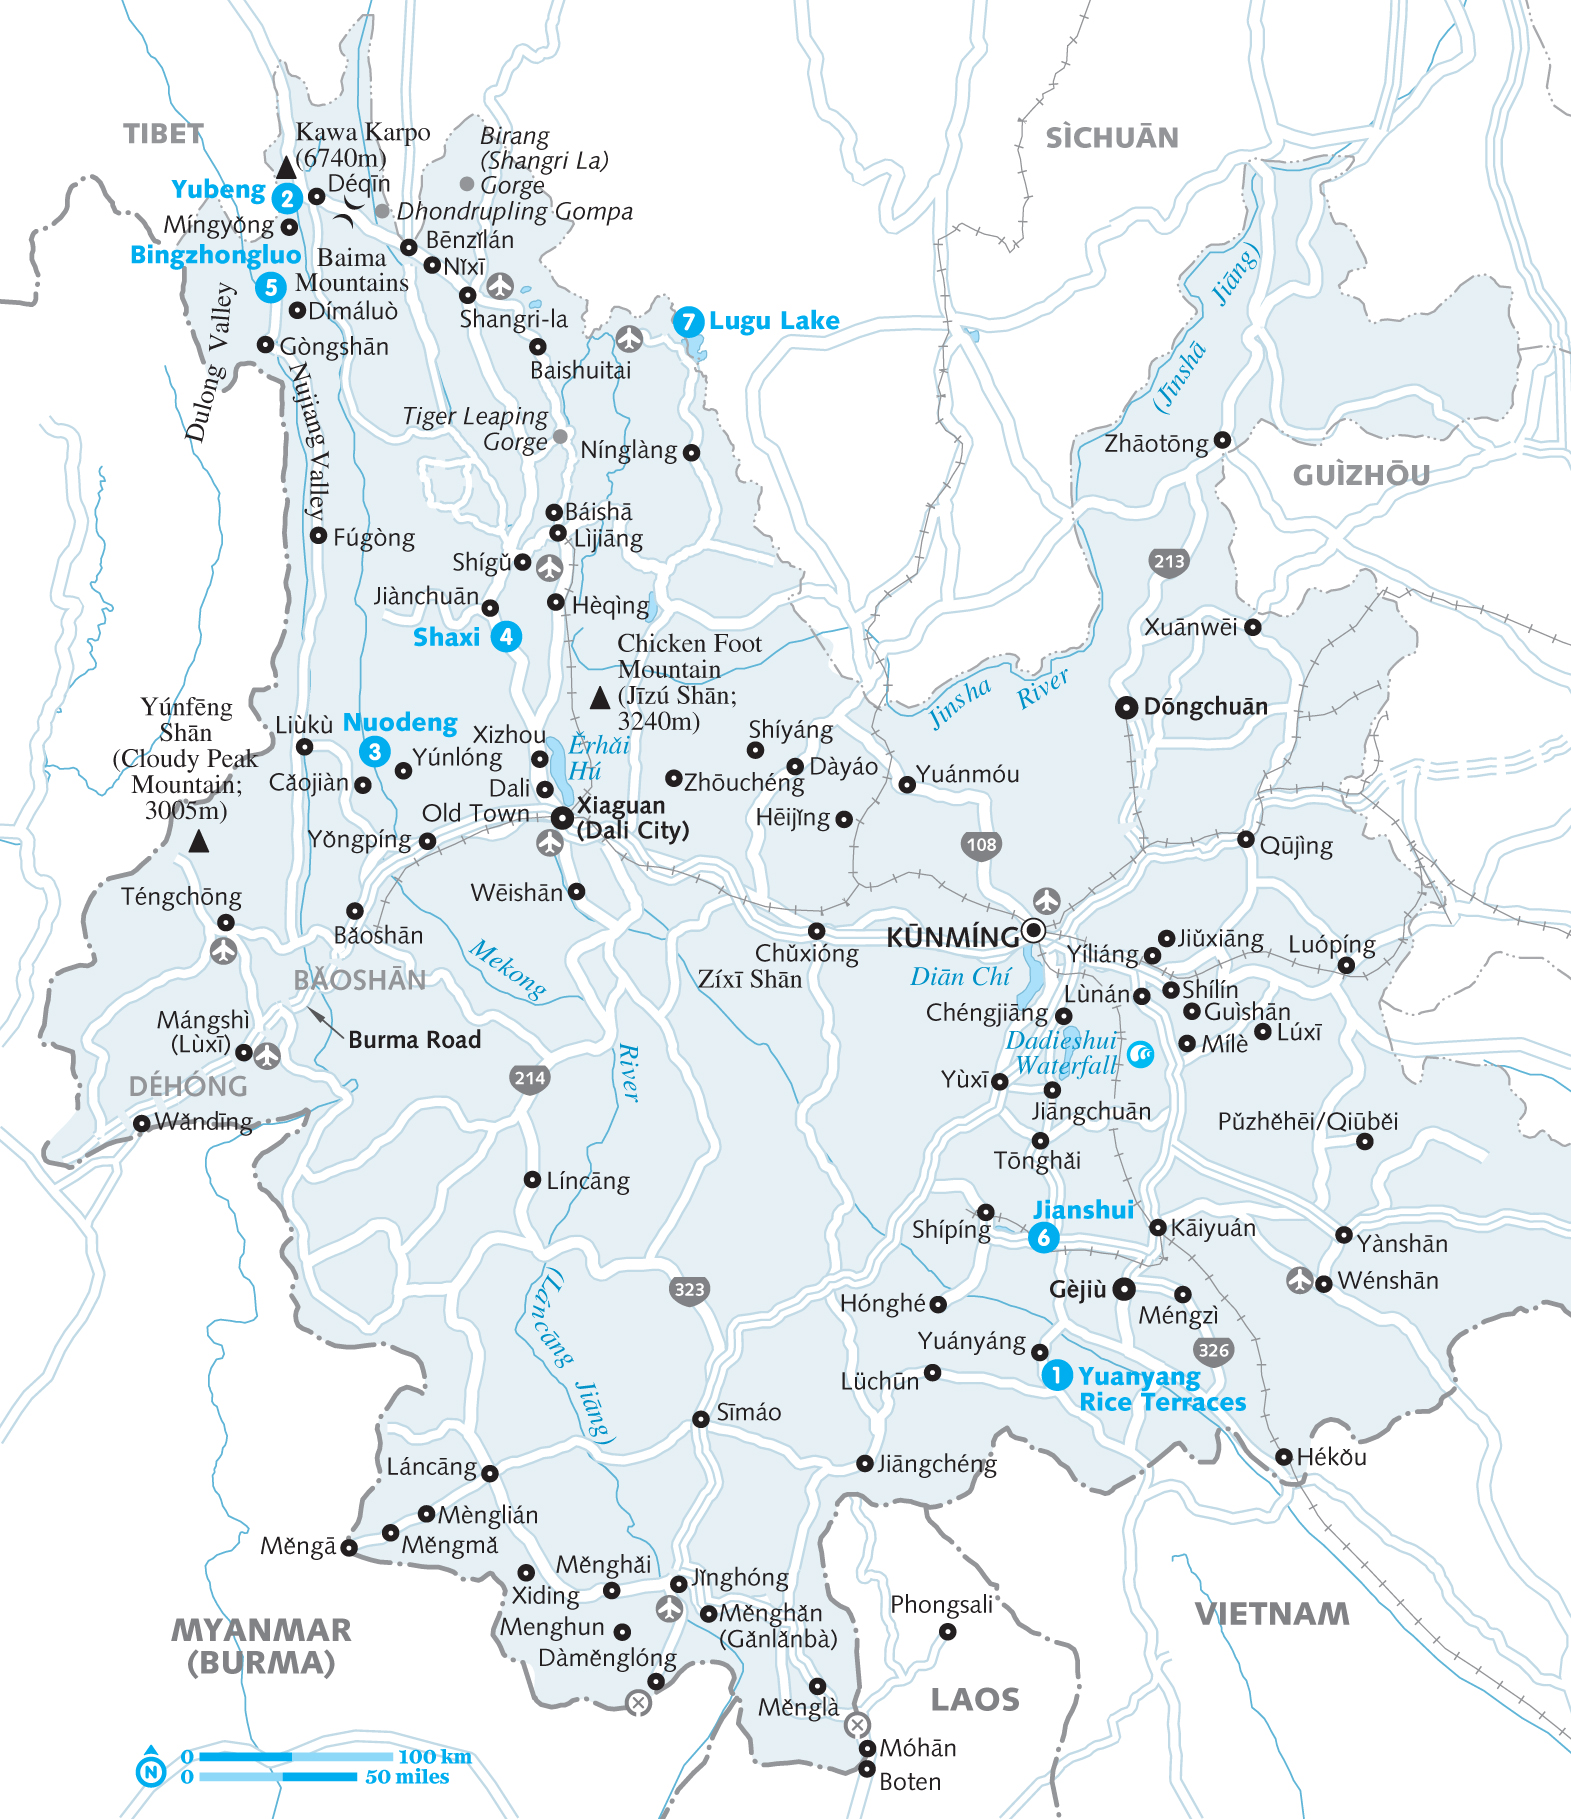 TIBET
Kawa Karpo
(6740m)
Birang
(Shangri La)
Gorge
SÌCHUĀN
Yubeng
2
Déqīn
Dhondrupling Gompa
Míngyǒng
Bēnzǐlán
Bingzhongluo
Baima
Mountains
Nǐxī
5
Dímáluò
Shangri-la
7
Lugu Lake
(Jīnshā
Jiāng)
Gòngshān
Baishuitai
Dulong
Valley
Nujiang Valley
Tiger Leaping
Gorge
Nínglàng
Zhāotōng
GUÌZHŌU
Báishā
Lìjiāng
Fúgòng
Shígǔ
213
Jiànchuān
Hèqìng
Xuānwēi
Shaxi
4
Chicken Foot
Mountain
(Jīzú Shān;
3240m)
Jinsha
River
Dōngchuān
Yúnfēng
Shān
(Cloudy Peak
Mountain;
3005m)
Liùkù
Nuodeng
3
Xizhou
Ěrhǎi
Hú
Shíyáng
Yúnlóng
Cǎojiàn
Dali
Old Town
Zhōuchéng
Dàyáo
Yuánmóu
Xiaguan
(Dali City)
Hēijǐng
Yǒngpíng
108
Qūjìng
Téngchōng
Wēishān
Bǎoshān
Chǔxióng
KŪNMÍNG
Jiǔxiāng
Luópíng
Yíliáng
BǍOSHĀN
Mekong
Zíxī Shān
Diān Chí
Lùnán
Shílín
Chéngjiāng
Guìshān
Mángshì
(Lùxī)
Burma Road
Dadieshui
Waterfall
Mílè
Lúxī
DÉHÓNG
214
River
Yùxī
Jiāngchuān
Wǎndīng
Pǔzhěhēi/Qiūběi
Tōnghǎi
Líncāng
Shípíng
Jianshui
6
Kāiyuán
Yànshān
323
Hónghé
Gèjiù
Méngzì
Wénshān
(Láncāng
Jiāng)
Yuányáng
326
Lüchūn
1
Yuanyang
Rice Terraces
Sīmáo
Láncāng
Jiāngchéng
Hékǒu
Mènglián
Měngā
Měngmǎ
Měnghǎi
Jǐnghóng
Xiding
Menghun
Měnghǎn
(Gǎnlǎnbà)
Phongsali
VIETNAM
MYANMAR
(BURMA)
Dàměnglóng
Měnglà
LAOS
Móhān
Boten
N
0
100 km
0
50 miles